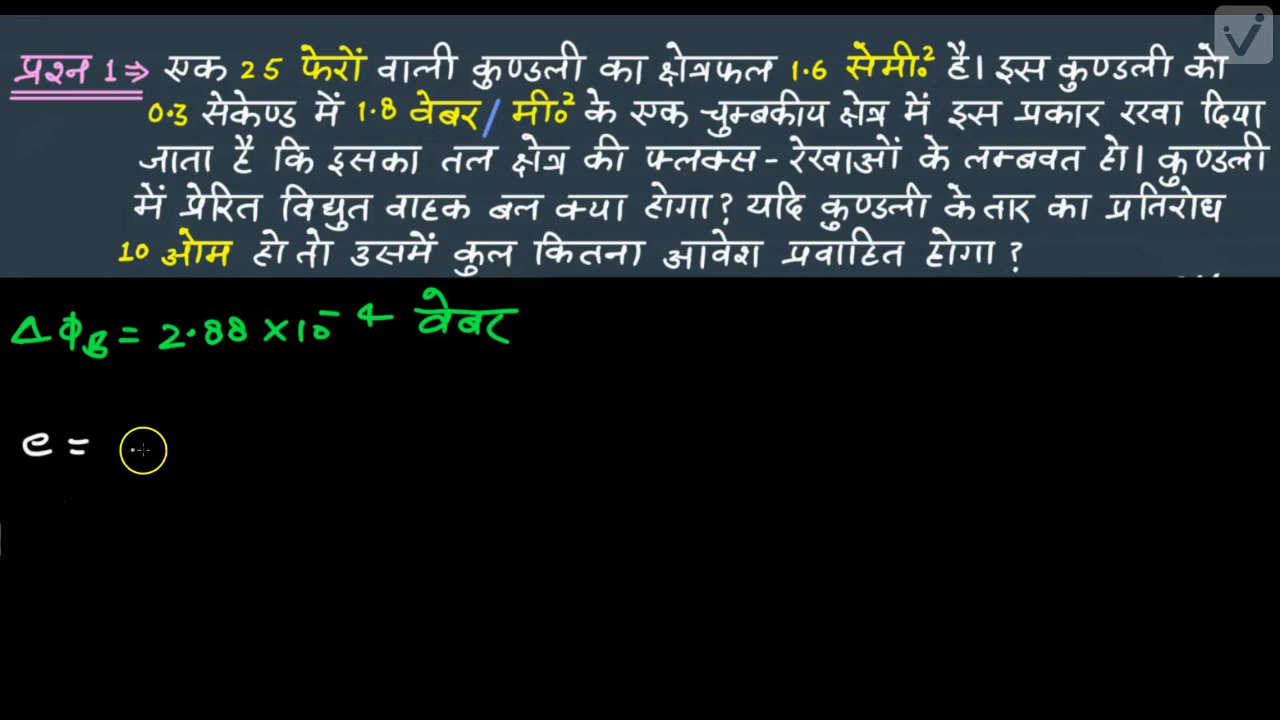 प्रश्न 1⇒ एक 25 फेरों वाली कुण्डली का क्षेत्रफल 1.6 सेमी॰² है। इस कुण्डली को
0.3 सेकेण्ड में 1.8 वेबर/मी॰² के एक चुम्बकीय क्षेत्र में इस प्रकार रखा दिया
जाता है कि इसका तल क्षेत्र की फ्लक्स-रेखाओं के लम्बवत हो। कुण्डली
में प्रेरित विद्युत वाहक बल क्या होगा? यदि कुण्डली के तार का प्रतिरोध
10 ओम हो तो उसमें कुल कितना आवेश प्रवाहित होगा?
Δφ_B = 2.88 × 10⁻⁴ वेबर
e =